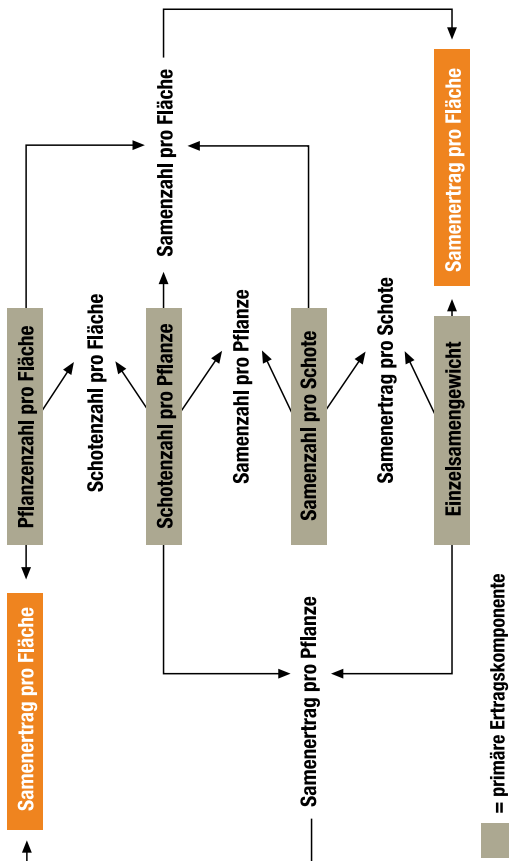 Samenertrag pro Fläche
Pflanzenzahl pro Fläche
Schotenzahl pro Fläche
Schotenzahl pro Pflanze
Samenzahl pro Fläche
Samenzahl pro Pflanze
Samenertrag pro Pflanze
Samenzahl pro Schote
Samenertrag pro Schote
Einzelsamengewicht
Samenertrag pro Fläche
= primäre Ertragskomponente